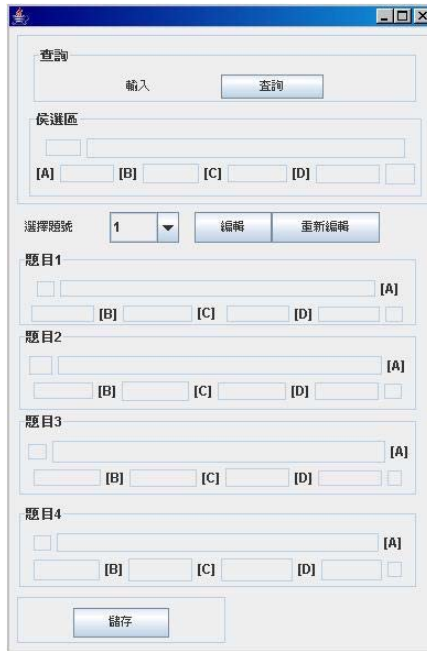 查詢
輸入 查詢
侯選區
[A] [B] [C] [D]
選擇題號 1 編輯 重新編輯
題目1
[A]
[B] [C] [D]
題目2
[A]
[B] [C] [D]
題目3
[A]
[B] [C] [D]
題目4
[A]
[B] [C] [D]
儲存